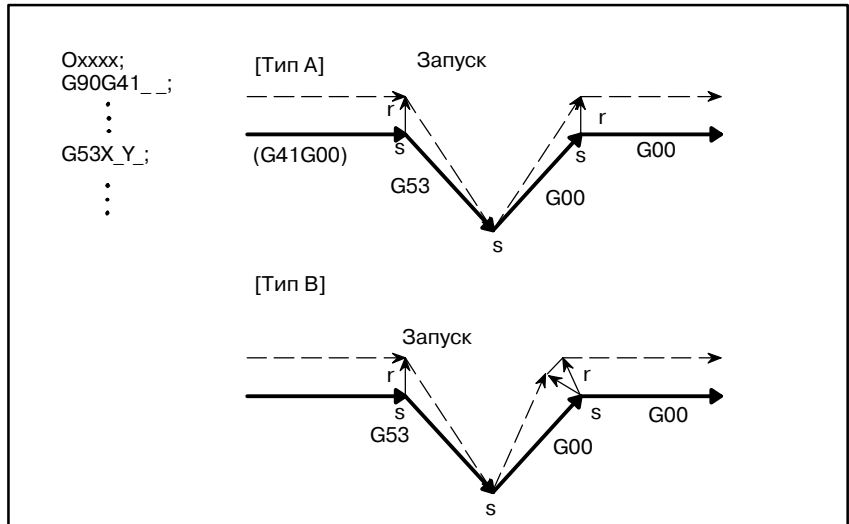 Oxxxx;
G90G41_ _;
G53X_Y_;
[Тип A]
Запуск
r
r
s
s
(G41G00)
G00
G53
G00
s
[Тип B]
Запуск
r
r
s
s
G00
G53
G00
s